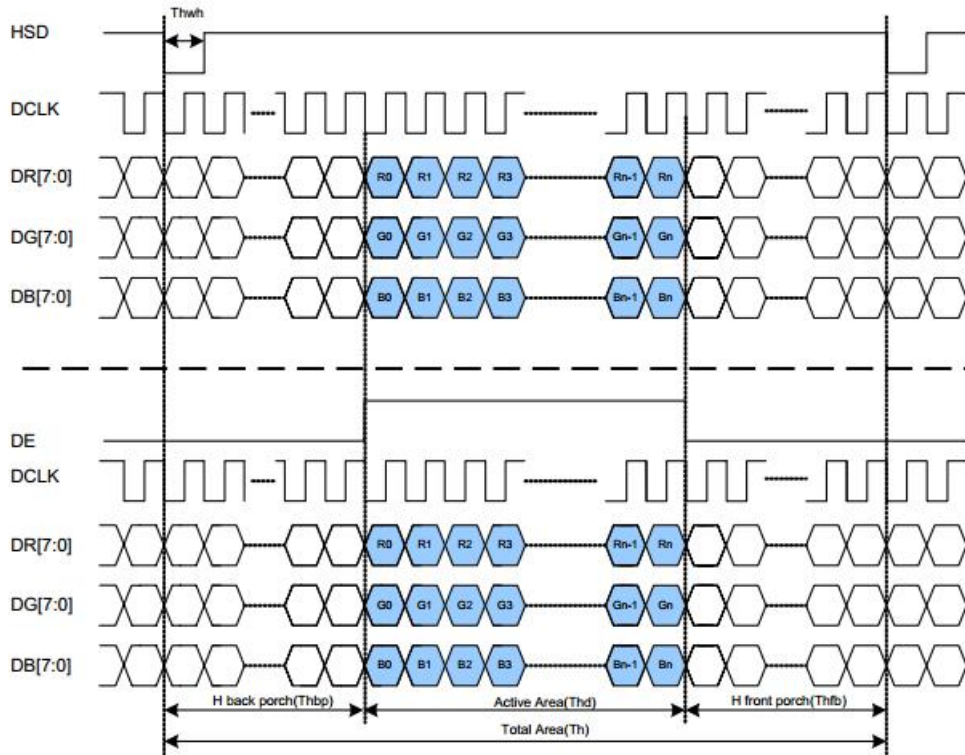 Thwh
HSD
DCLK
DR[7:0] R0 R1 R2 R3 Rn-1 Rn
DG[7:0] G0 G1 G2 G3 Gn-1 Gn
DB[7:0] B0 B1 B2 B3 Bn-1 Bn
DE
DCLK
DR[7:0] R0 R1 R2 R3 Rn-1 Rn
DG[7:0] G0 G1 G2 G3 Gn-1 Gn
DB[7:0] B0 B1 B2 B3 Bn-1 Bn
H back porch(Thbp) Active Area(Thd) H front porch(Thfb)
Total Area(Th)